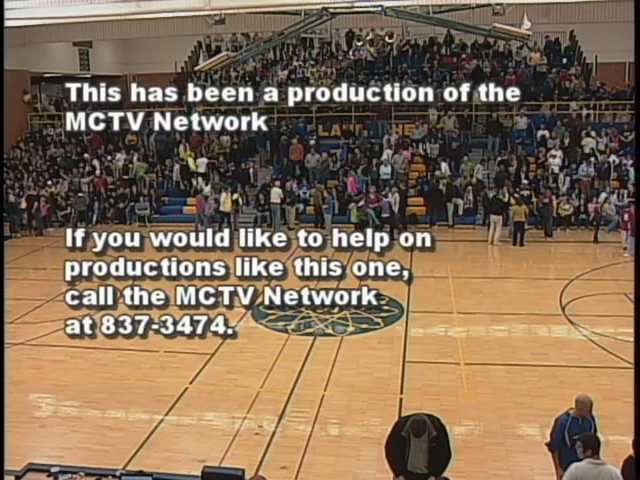 This has been a production of the
MCTV Network
If you would like to help on
productions like this one,
call the MCTV Network
at 837-3474.